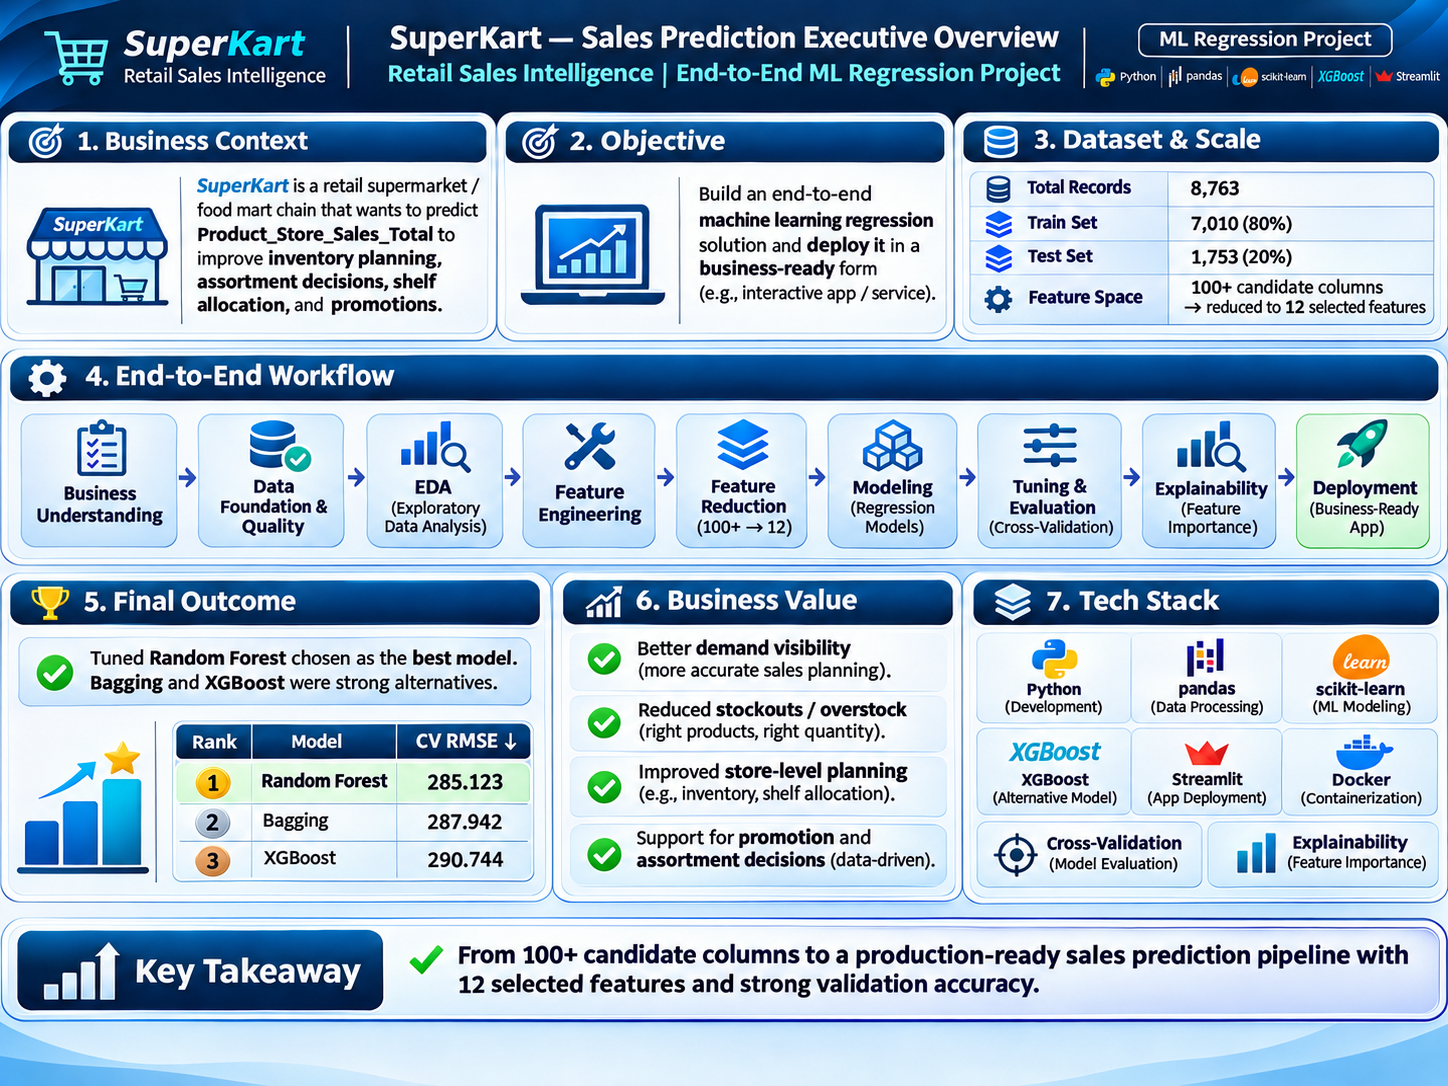 SuperKart
Retail Sales Intelligence
SuperKart — Sales Prediction Executive Overview
Retail Sales Intelligence | End-to-End ML Regression Project
ML Regression Project
Python | pandas | learn scikit-learn | XGBoost | Streamlit
1. Business Context
SuperKart
SuperKart is a retail supermarket /
food mart chain that wants to predict
Product_Store_Sales_Total to
improve inventory planning,
assortment decisions, shelf
allocation, and promotions.
2. Objective
Build an end-to-end
machine learning regression
solution and deploy it in a
business-ready form
(e.g., interactive app / service).
3. Dataset & Scale
Total Records 8,763
Train Set 7,010 (80%)
Test Set 1,753 (20%)
Feature Space 100+ candidate columns
→ reduced to 12 selected features
4. End-to-End Workflow
Business
Understanding
Data
Foundation &
Quality
EDA
(Exploratory
Data Analysis)
Feature
Engineering
Feature
Reduction
(100+ → 12)
Modeling
(Regression
Models)
Tuning &
Evaluation
(Cross-Validation)
Explainability
(Feature
Importance)
Deployment
(Business-Ready
App)
5. Final Outcome
Tuned Random Forest chosen as the best model.
Bagging and XGBoost were strong alternatives.
Rank Model CV RMSE ↓
1 Random Forest 285.123
2 Bagging 287.942
3 XGBoost 290.744
6. Business Value
Better demand visibility
(more accurate sales planning).
Reduced stockouts / overstock
(right products, right quantity).
Improved store-level planning
(e.g., inventory, shelf allocation).
Support for promotion and
assortment decisions (data-driven).
7. Tech Stack
Python
(Development)
pandas
(Data Processing)
learn
scikit-learn
(ML Modeling)
XGBoost
XGBoost
(Alternative Model)
Streamlit
(App Deployment)
Docker
(Containerization)
Cross-Validation
(Model Evaluation)
Explainability
(Feature Importance)
Key Takeaway
From 100+ candidate columns to a production-ready sales prediction pipeline with
12 selected features and strong validation accuracy.